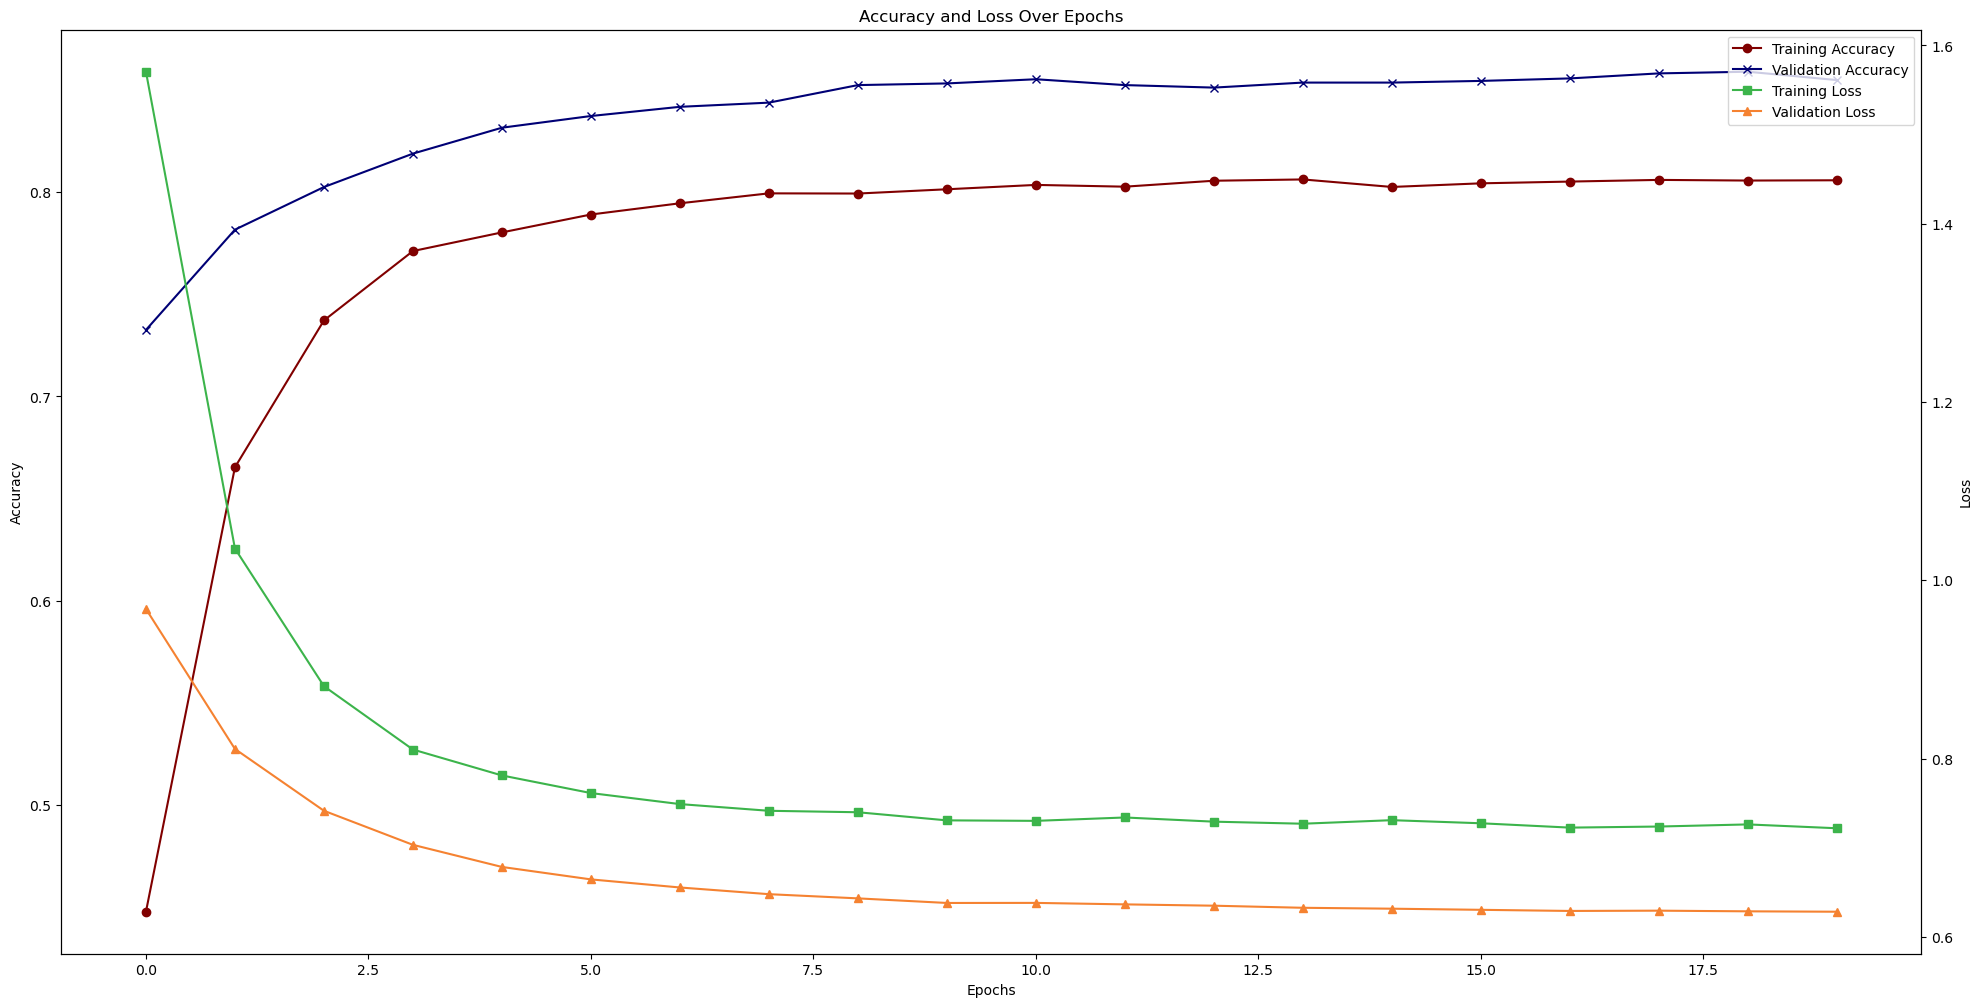 Accuracy and Loss Over Epochs
Training Accuracy
Validation Accuracy
Training Loss
Validation Loss
Accuracy
0.8
0.7
0.6
0.5
Loss
1.6
1.4
1.2
1.0
0.8
0.6
0.0 2.5 5.0 7.5 10.0 12.5 15.0 17.5
Epochs